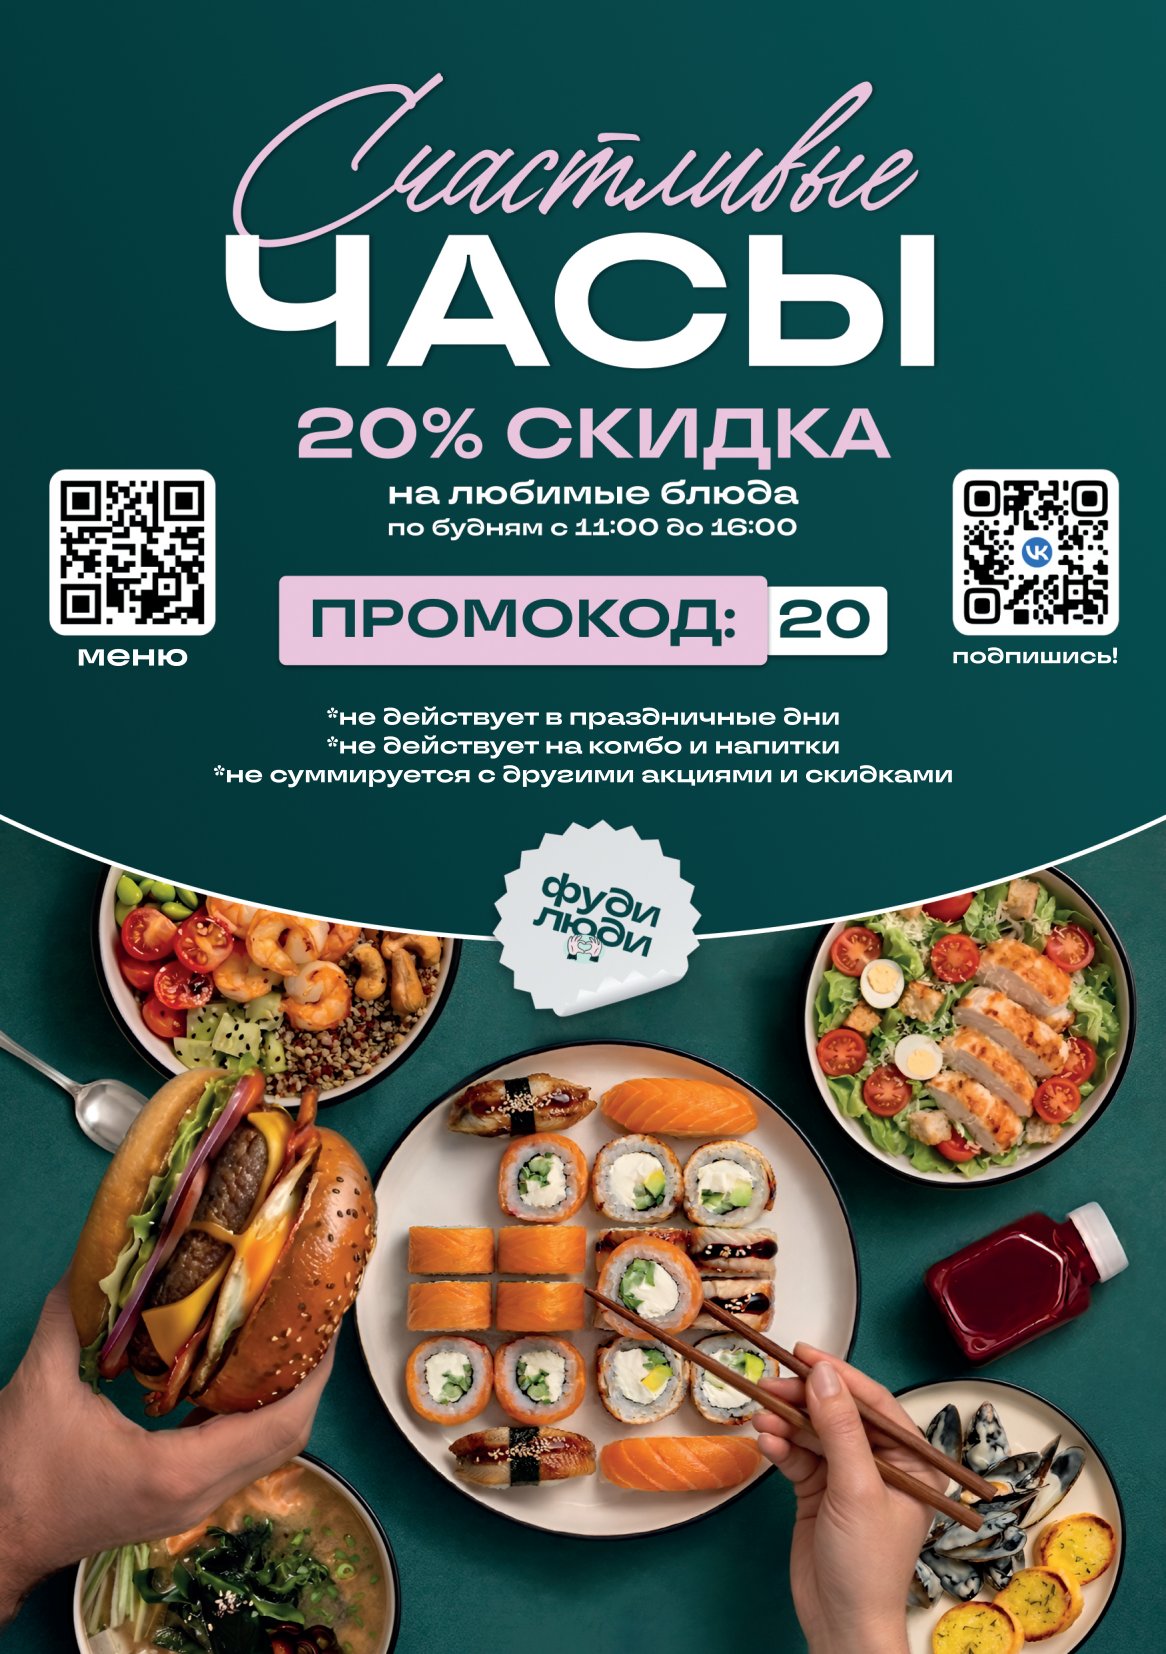 Счастливые
ЧАСЫ
20% СКИДКА
на любимые блюда
по будням с 11:00 до 16:00
ПРОМОКОД: 20
меню
подпишись!
*не действует в праздничные дни
*не действует на комбо и напитки
*не суммируется с другими акциями и скидками
фуди
люди